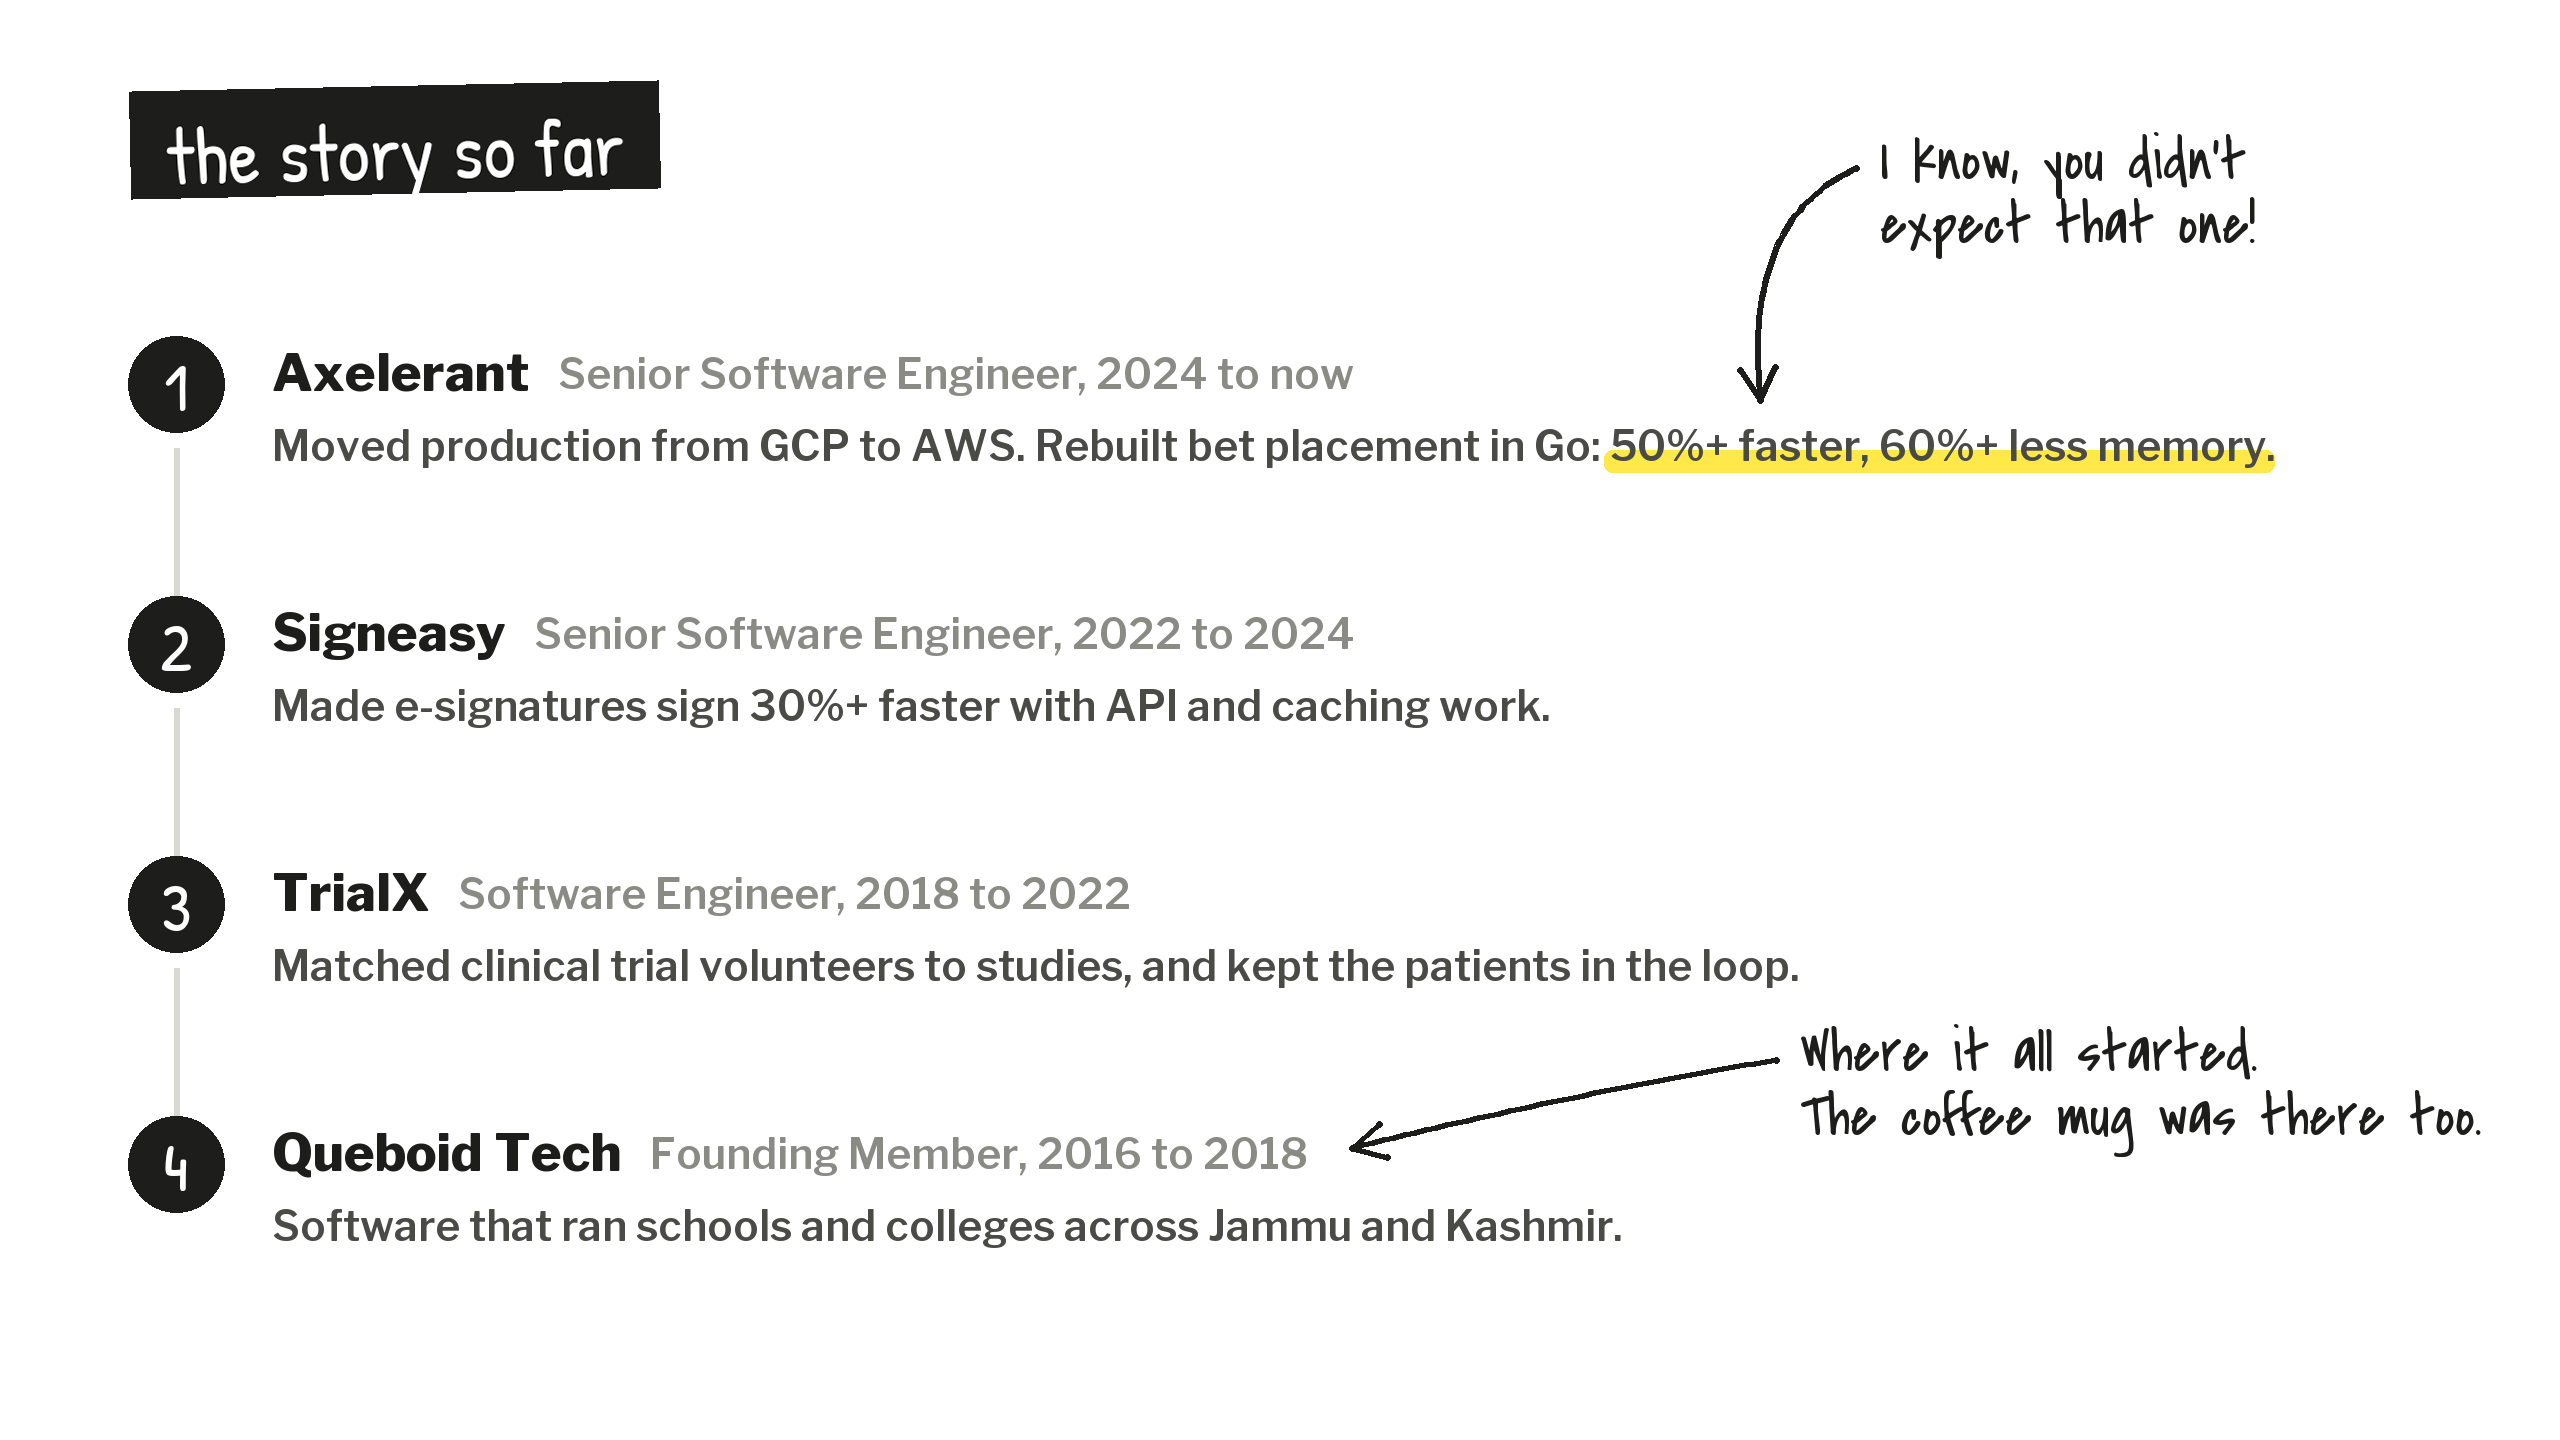 the story so far
I know, you didn't
expect that one!
1
Axelerant Senior Software Engineer, 2024 to now
Moved production from GCP to AWS. Rebuilt bet placement in Go: 50%+ faster, 60%+ less memory.
2
Signeasy Senior Software Engineer, 2022 to 2024
Made e-signatures sign 30%+ faster with API and caching work.
3
TrialX Software Engineer, 2018 to 2022
Matched clinical trial volunteers to studies, and kept the patients in the loop.
Where it all started.
The coffee mug was there too.
4
Queboid Tech Founding Member, 2016 to 2018
Software that ran schools and colleges across Jammu and Kashmir.